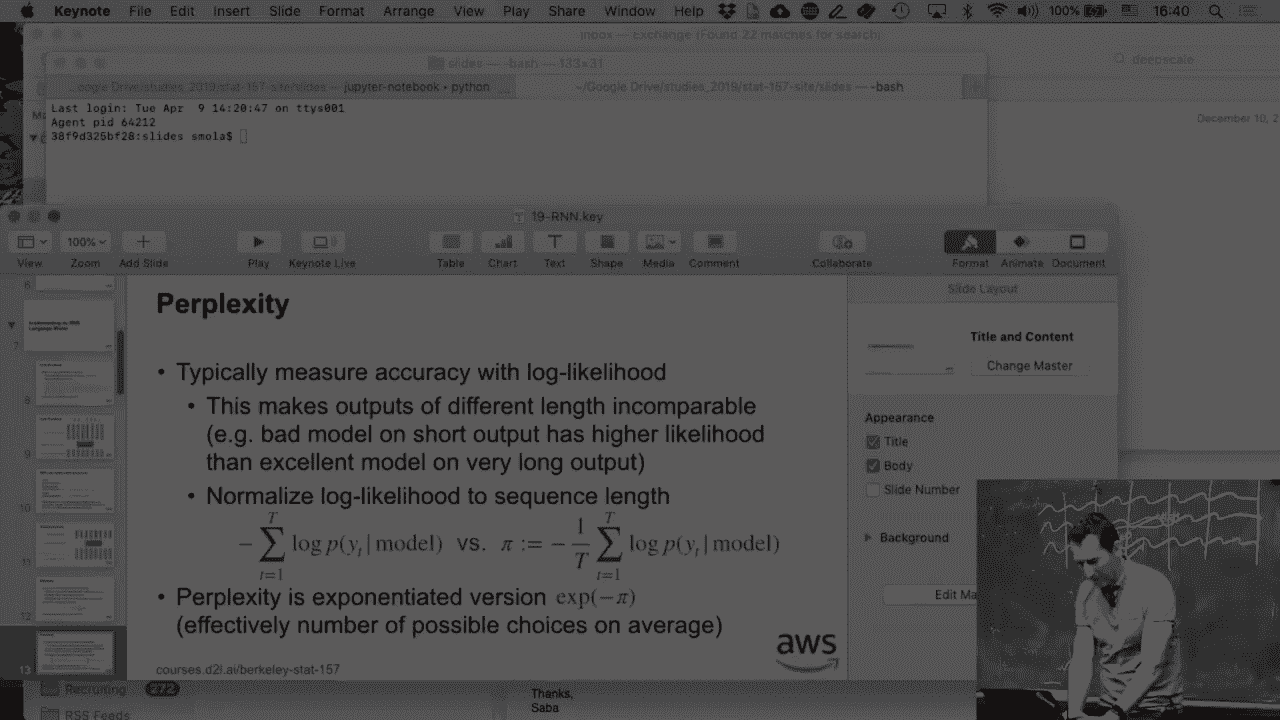 Keynote File Edit Insert Slide Format Arrange View Play Share Window Help 100% 16:40
Inbox — Exchange (Found 22 matches for search)
slides — -bash — 133×31
deepscale
oogle Drive/studies_2019/stat-157-site/slides — jupyter-notebook • python ...
~/Google Drive/studies_2019/stat-157-site/slides — -bash
Last login: Tue Apr 9 14:20:47 on ttys001
Agent pid 64212
38f9d325bf28:slides smola$
December 10, 2
19-RNN.key
100%
View Zoom Add Slide Play Keynote Live Table Chart Text Shape Media Comment Collaborate Format Animate Document
Slide Layout
Title and Content
Change Master
Appearance
Title
Body
Slide Number
Background
Edit Ma
6
7
8
9
10
11
12
13
Perplexity
• Typically measure accuracy with log-likelihood
• This makes outputs of different length incomparable
(e.g. bad model on short output has higher likelihood
than excellent model on very long output)
• Normalize log-likelihood to sequence length
− ∑_{t=1}^{T} log p(y_t | model) vs. π := − 1/T ∑_{t=1}^{T} log p(y_t | model)
• Perplexity is exponentiated version exp(−π)
(effectively number of possible choices on average)
courses.d2l.ai/berkeley-stat-157
aws
Recruiting 272
RSS Feeds
Thanks,
Saba